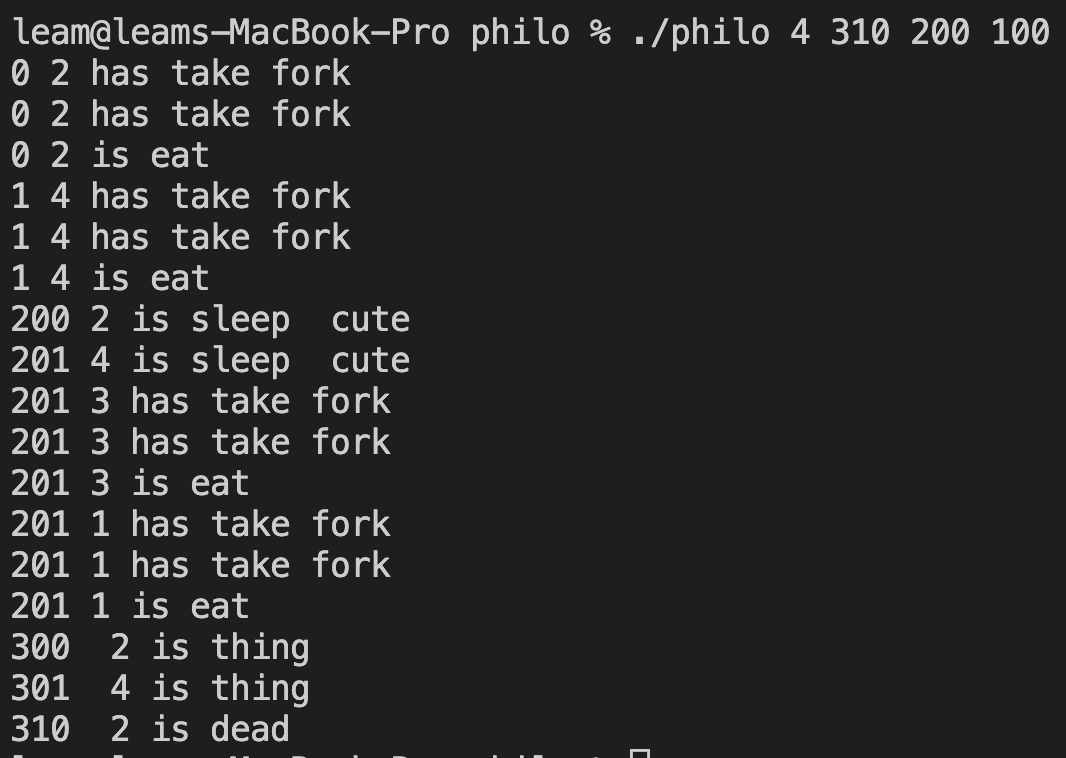 leam@leams-MacBook-Pro philo % ./philo 4 310 200 100
0 2 has take fork
0 2 has take fork
0 2 is eat
1 4 has take fork
1 4 has take fork
1 4 is eat
200 2 is sleep  cute
201 4 is sleep  cute
201 3 has take fork
201 3 has take fork
201 3 is eat
201 1 has take fork
201 1 has take fork
201 1 is eat
300  2 is thing
301  4 is thing
310  2 is dead